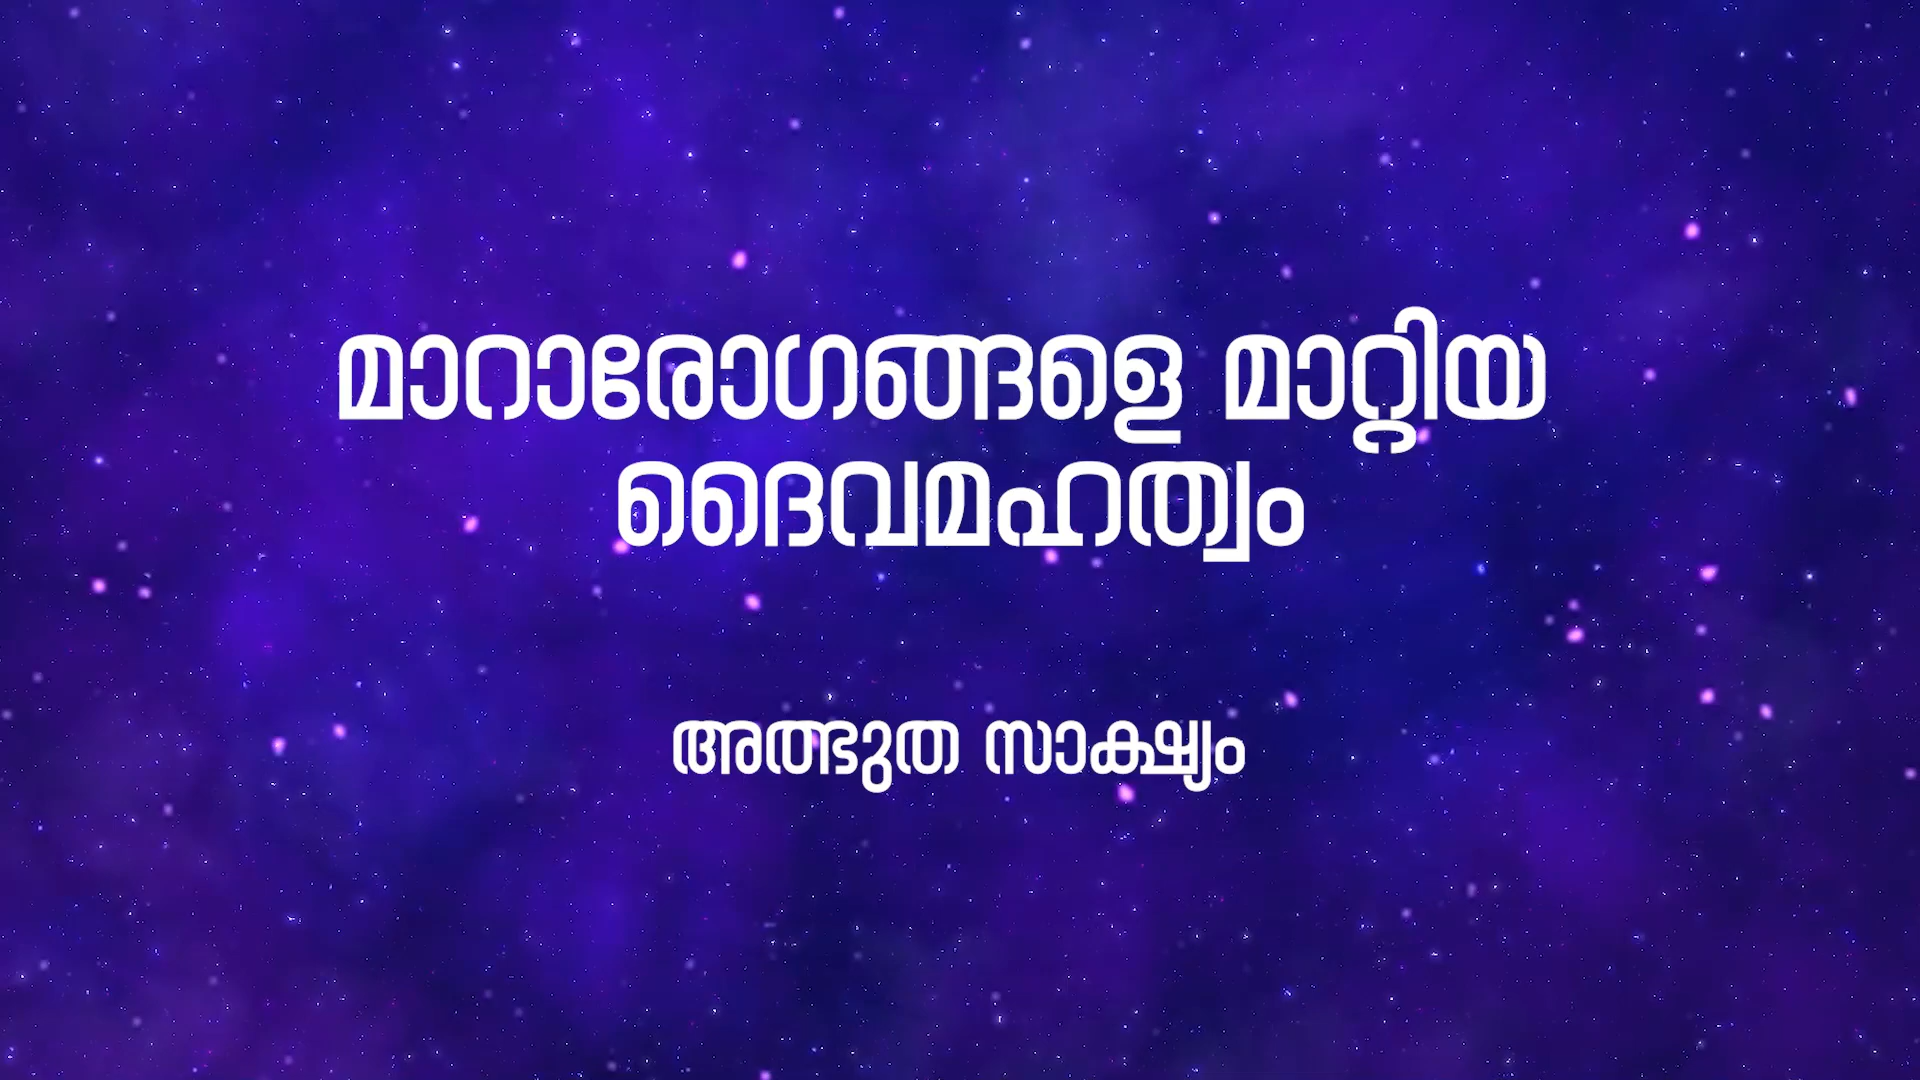 മാറാരോഗങ്ങളെ മാറ്റിയ
ദൈവമഹത്വം
അത്ഭുത സാക്ഷ്യം